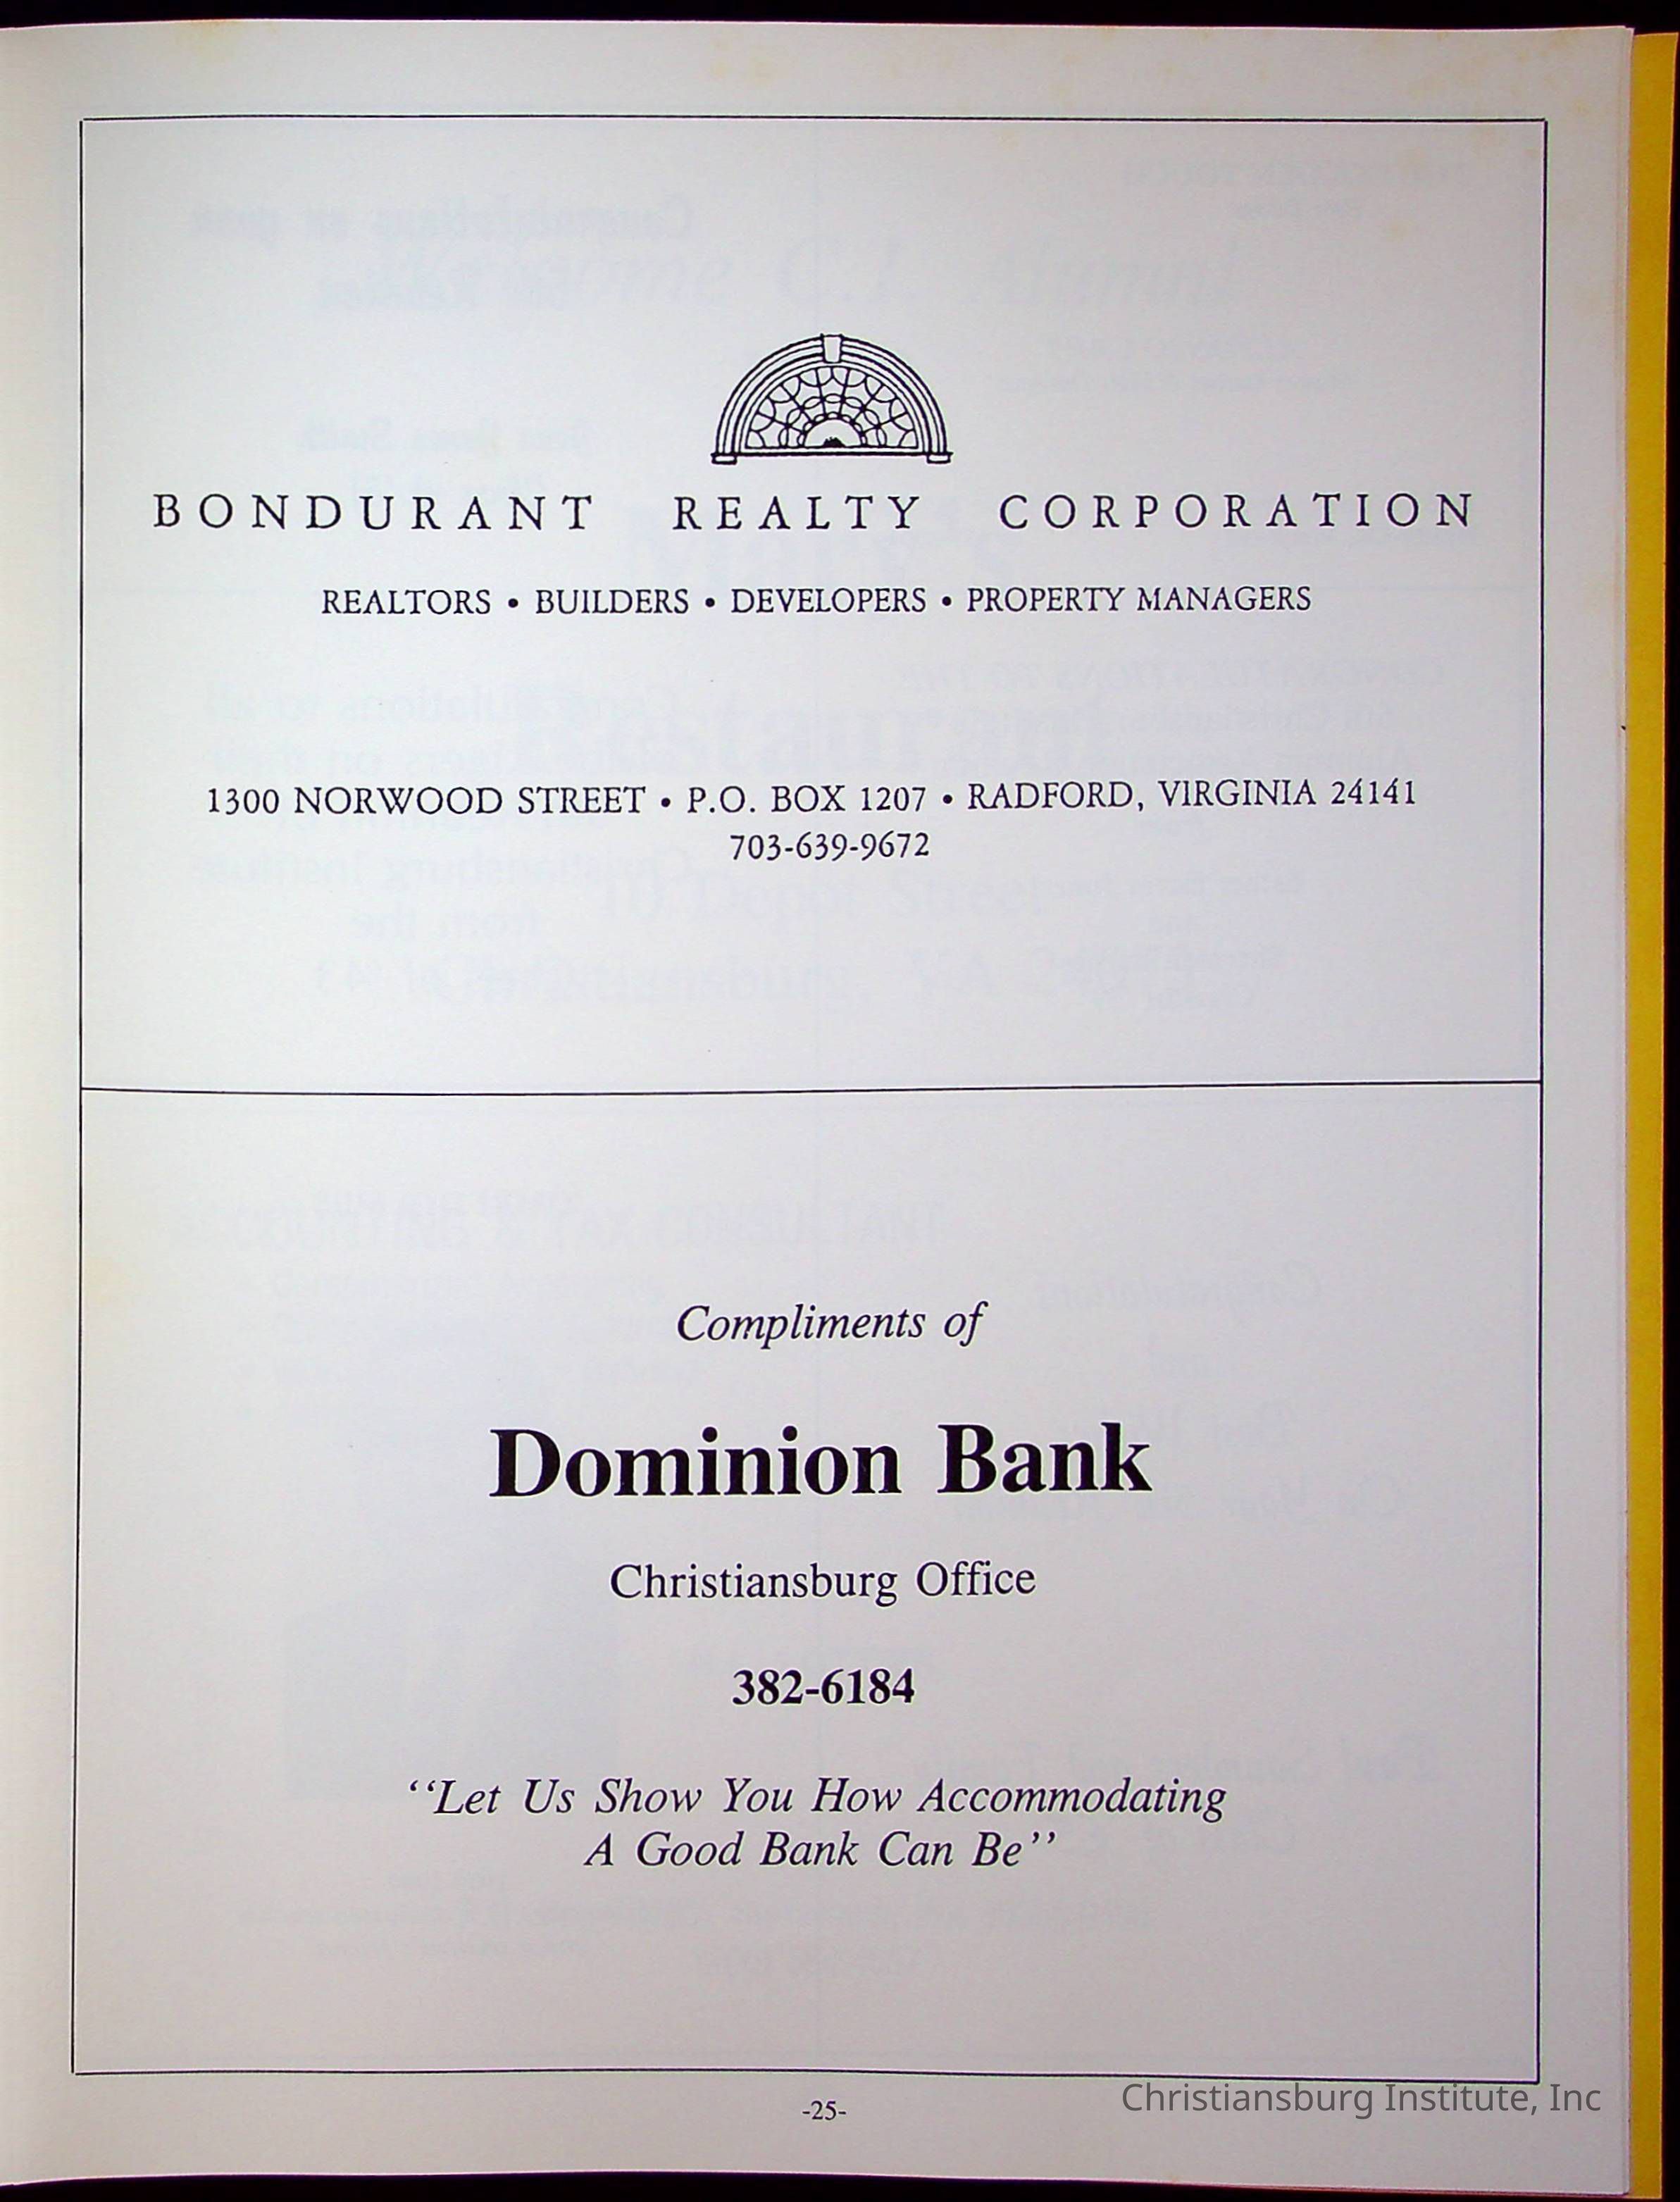 BONDURANT REALTY CORPORATION
REALTORS • BUILDERS • DEVELOPERS • PROPERTY MANAGERS
1300 NORWOOD STREET • P.O. BOX 1207 • RADFORD, VIRGINIA 24141
703-639-9672
Compliments of
Dominion Bank
Christiansburg Office
382-6184
‘‘Let Us Show You How Accommodating
A Good Bank Can Be’’
-25-
Christiansburg Institute, Inc